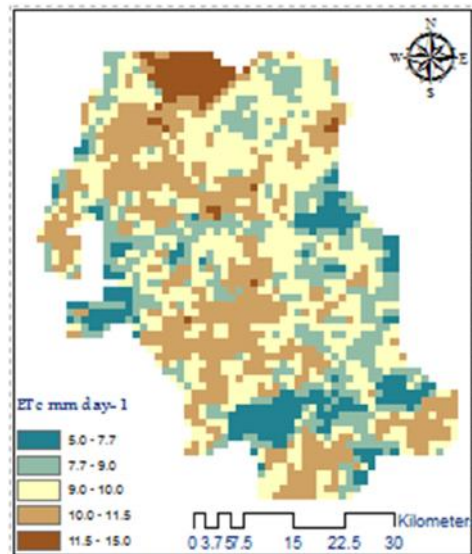 N
W E
S
ETc mm day-1
5.0 - 7.7
7.7 - 9.0
9.0 - 10.0
10.0 - 11.5
11.5 - 15.0
Kilometer
0 3.75 7.5 15 22.5 30